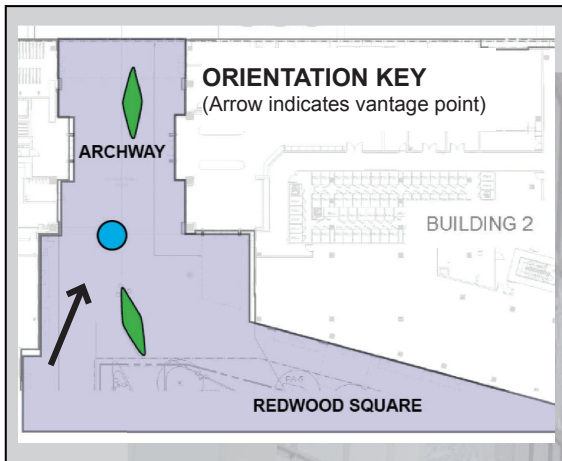 ORIENTATION KEY
(Arrow indicates vantage point)
ARCHWAY
BUILDING 2
REDWOOD SQUARE